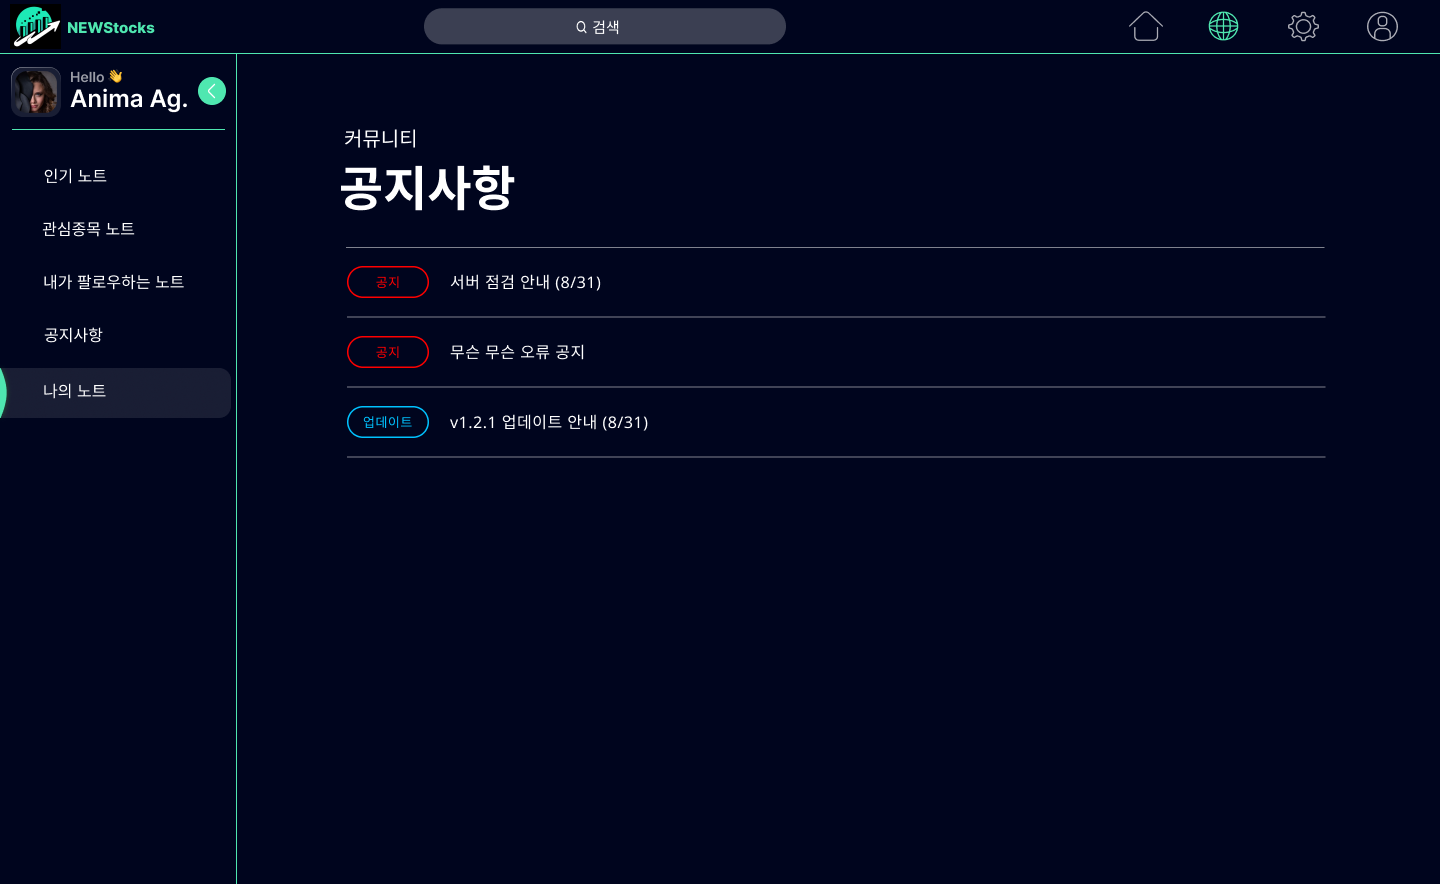 NEWStocks
검색
Hello 👋
Anima Ag.
인기 노트
관심종목 노트
내가 팔로우하는 노트
공지사항
나의 노트
커뮤니티
공지사항
공지 서버 점검 안내 (8/31)
공지 무슨 무슨 오류 공지
업데이트 v1.2.1 업데이트 안내 (8/31)